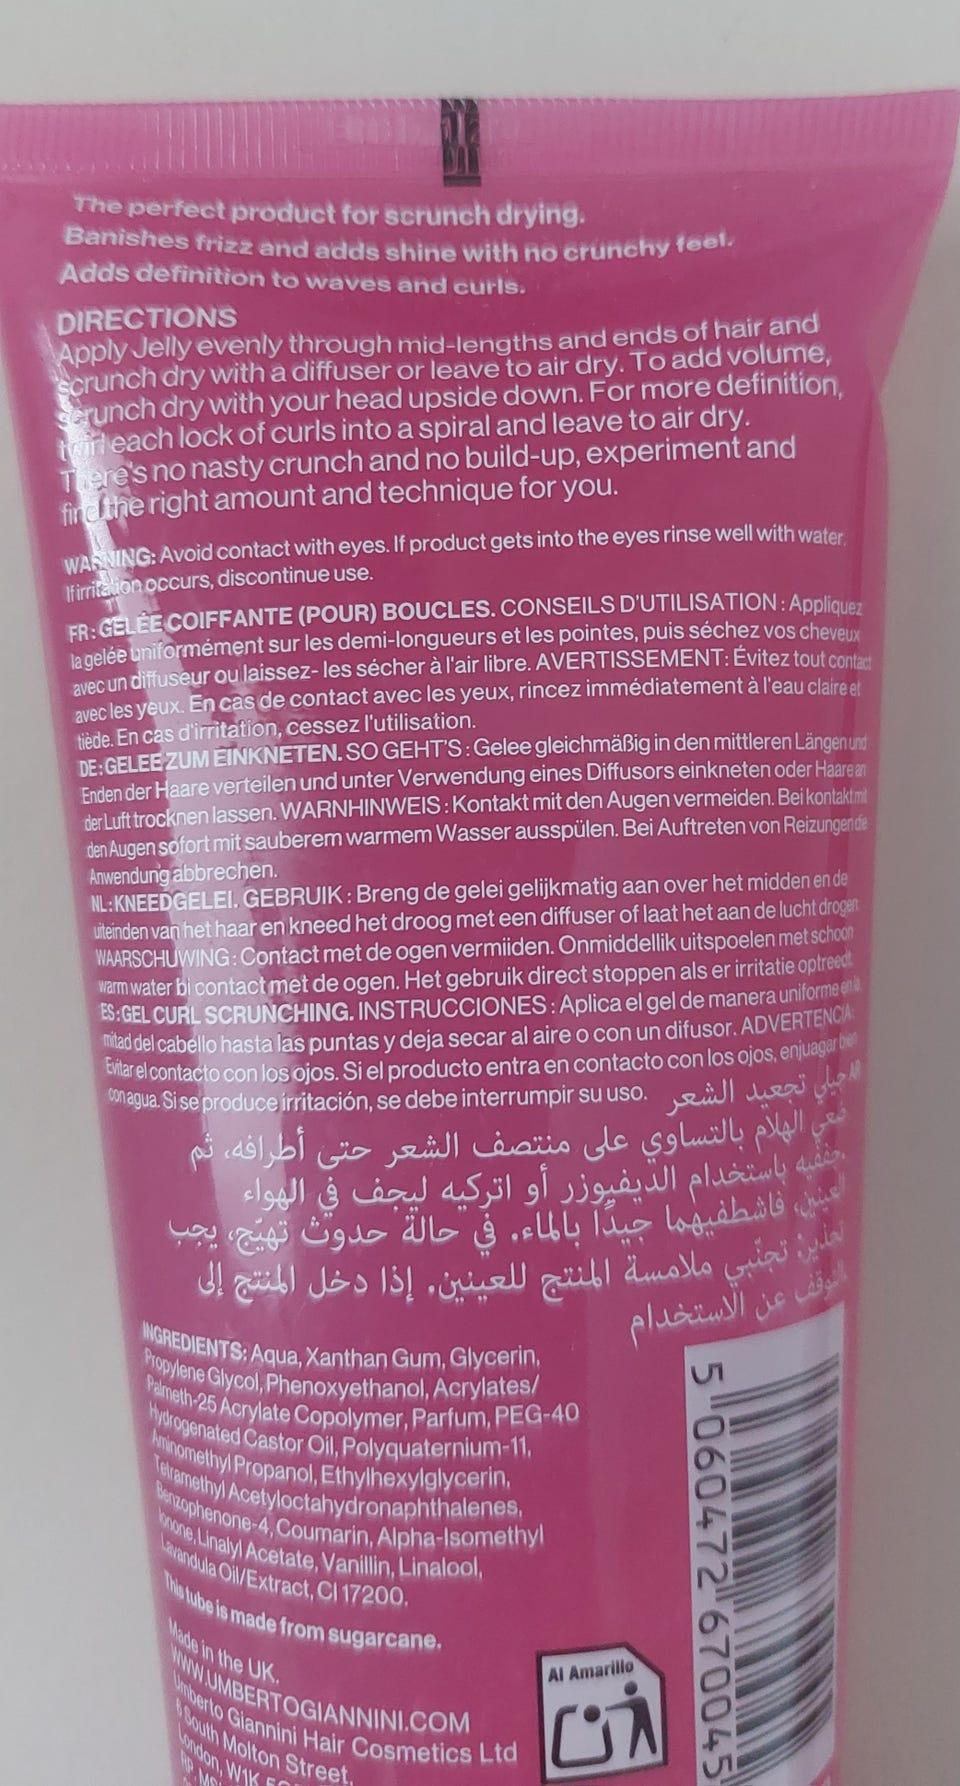 The perfect product for scrunch drying.
Banishes frizz and adds shine with no crunchy feel.
Adds definition to waves and curls.
DIRECTIONS
Apply Jelly evenly through mid-lengths and ends of hair and
scrunch dry with a diffuser or leave to air dry. To add volume,
scrunch dry with your head upside down. For more definition,
twirl each lock of curls into a spiral and leave to air dry.
There's no nasty crunch and no build-up, experiment and
find the right amount and technique for you.
WARNING: Avoid contact with eyes. If product gets into the eyes rinse well with water.
If irritation occurs, discontinue use.
FR: GELÉE COIFFANTE (POUR) BOUCLES. CONSEILS D'UTILISATION : Appliquez
la gelée uniformément sur les demi-longueurs et les pointes, puis séchez vos cheveux
avec un diffuseur ou laissez- les sécher à l'air libre. AVERTISSEMENT : Évitez tout contact
avec les yeux. En cas de contact avec les yeux, rincez immédiatement à l'eau claire et
tiède. En cas d'irritation, cessez l'utilisation.
DE: GELEE ZUM EINKNETEN. SO GEHT'S : Gelee gleichmäßig in den mittleren Längen und
Enden der Haare verteilen und unter Verwendung eines Diffusors einkneten oder Haare an
der Luft trocknen lassen. WARNHINWEIS : Kontakt mit den Augen vermeiden. Bei kontakt mit
den Augen sofort mit sauberem warmem Wasser ausspülen. Bei Auftreten von Reizungen die
Anwendung abbrechen.
NL: KNEEDGELEI. GEBRUIK : Breng de gelei gelijkmatig aan over het midden en de
uiteinden van het haar en kneed het droog met een diffuser of laat het aan de lucht drogen.
WAARSCHUWING : Contact met de ogen vermiiden. Onmiddellik uitspoelen met schoon
warm water bi contact met de ogen. Het gebruik direct stoppen als er irritatie optreedt.
ES: GEL CURL SCRUNCHING. INSTRUCCIONES : Aplica el gel de manera uniforme en la
mitad del cabello hasta las puntas y deja secar al aire o con un difusor. ADVERTENCIA:
Evitar el contacto con los ojos. Si el producto entra en contacto con los ojos, enjuagar bien
con agua. Si se produce irritación, se debe interrumpir su uso.
AR جيلي تجعيد الشعر
ضعي الهلام بالتساوي على منتصف الشعر حتى أطرافه، ثم
جففيه باستخدام الديفيوزر أو اتركيه ليجف في الهواء.
العينين، فاشطفيهما جيدًا بالماء. في حالة حدوث تهيّج، يجب
تحذير: تجنّبي ملامسة المنتج للعينين. إذا دخل المنتج إلى
التوقف عن الاستخدام
INGREDIENTS: Aqua, Xanthan Gum, Glycerin,
Propylene Glycol, Phenoxyethanol, Acrylates/
Palmeth-25 Acrylate Copolymer, Parfum, PEG-40
Hydrogenated Castor Oil, Polyquaternium-11,
Aminomethyl Propanol, Ethylhexylglycerin,
Tetramethyl Acetyloctahydronaphthalenes,
Benzophenone-4, Coumarin, Alpha-Isomethyl
Ionone, Linalyl Acetate, Vanillin, Linalool,
Lavandula Oil/Extract, CI 17200.
This tube is made from sugarcane.
Made in the UK.
WWW.UMBERTOGIANNINI.COM
Umberto Giannini Hair Cosmetics Ltd
6 South Molton Street.
London, W1K
Al Amarillo
5 060472 670045